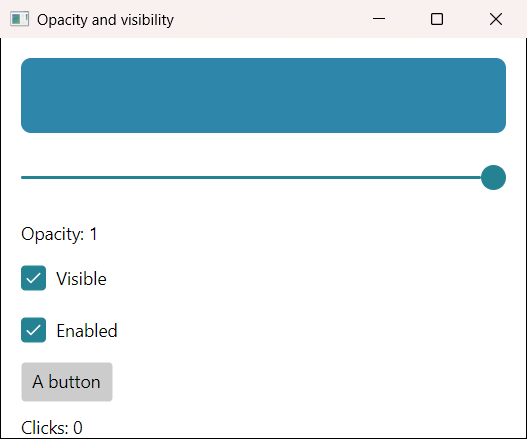 Opacity and visibility
Opacity: 1
Visible
Enabled
A button
Clicks: 0